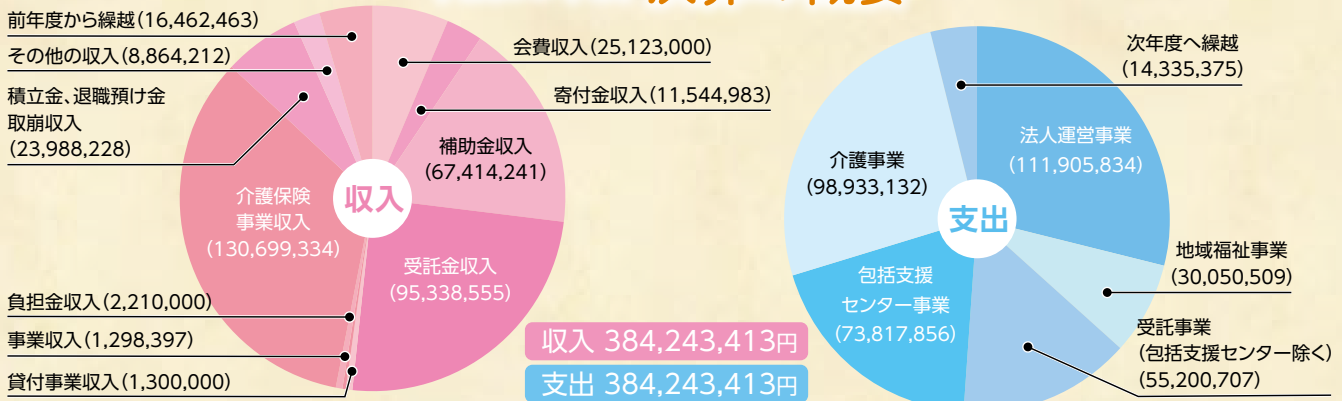 前年度から繰越(16,462,463)
その他の収入(8,864,212)
積立金、退職預け金
取崩収入
(23,988,228)
介護保険
事業収入
(130,699,334)
負担金収入(2,210,000)
事業収入(1,298,397)
貸付事業収入(1,300,000)
収入
会費収入(25,123,000)
寄付金収入(11,544,983)
補助金収入
(67,414,241)
受託金収入
(95,338,555)
収入 384,243,413円
支出 384,243,413円
支出
次年度へ繰越
(14,335,375)
法人運営事業
(111,905,834)
地域福祉事業
(30,050,509)
受託事業
(包括支援センター除く)
(55,200,707)
包括支援
センター事業
(73,817,856)
介護事業
(98,933,132)